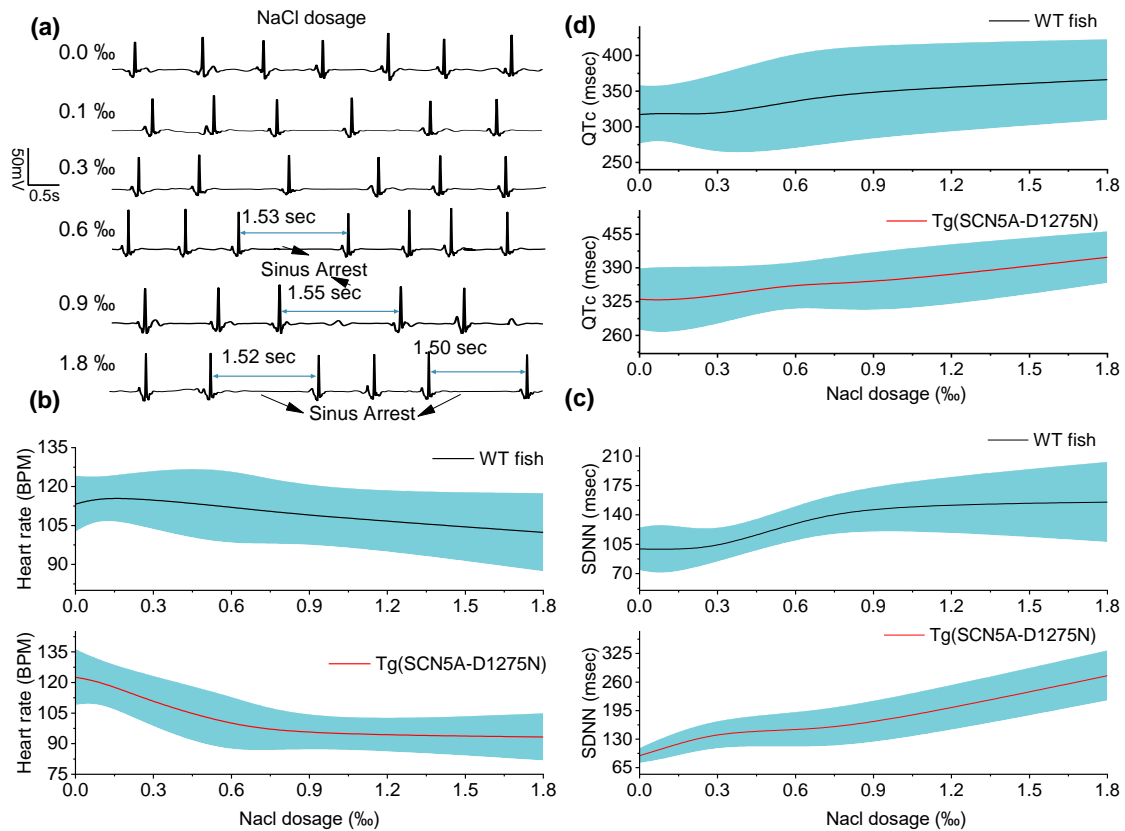 (a)
NaCl dosage
0.0 ‰
0.1 ‰
0.3 ‰
50mV
0.5s
0.6 ‰
1.53 sec
Sinus Arrest
0.9 ‰
1.55 sec
1.8 ‰
1.52 sec
1.50 sec
Sinus Arrest
(d)
WT fish
QTc (msec)
400
350
300
250
0.0 0.3 0.6 0.9 1.2 1.5 1.8
Tg(SCN5A-D1275N)
QTc (msec)
455
390
325
260
0.0 0.3 0.6 0.9 1.2 1.5 1.8
Nacl dosage (‰)
(b)
WT fish
Heart rate (BPM)
135
120
105
90
0.0 0.3 0.6 0.9 1.2 1.5 1.8
Tg(SCN5A-D1275N)
Heart rate (BPM)
135
120
105
90
75
0.0 0.3 0.6 0.9 1.2 1.5 1.8
Nacl dosage (‰)
(c)
WT fish
SDNN (msec)
210
175
140
105
70
0.0 0.3 0.6 0.9 1.2 1.5 1.8
Tg(SCN5A-D1275N)
SDNN (msec)
325
260
195
130
65
0.0 0.3 0.6 0.9 1.2 1.5 1.8
Nacl dosage (‰)